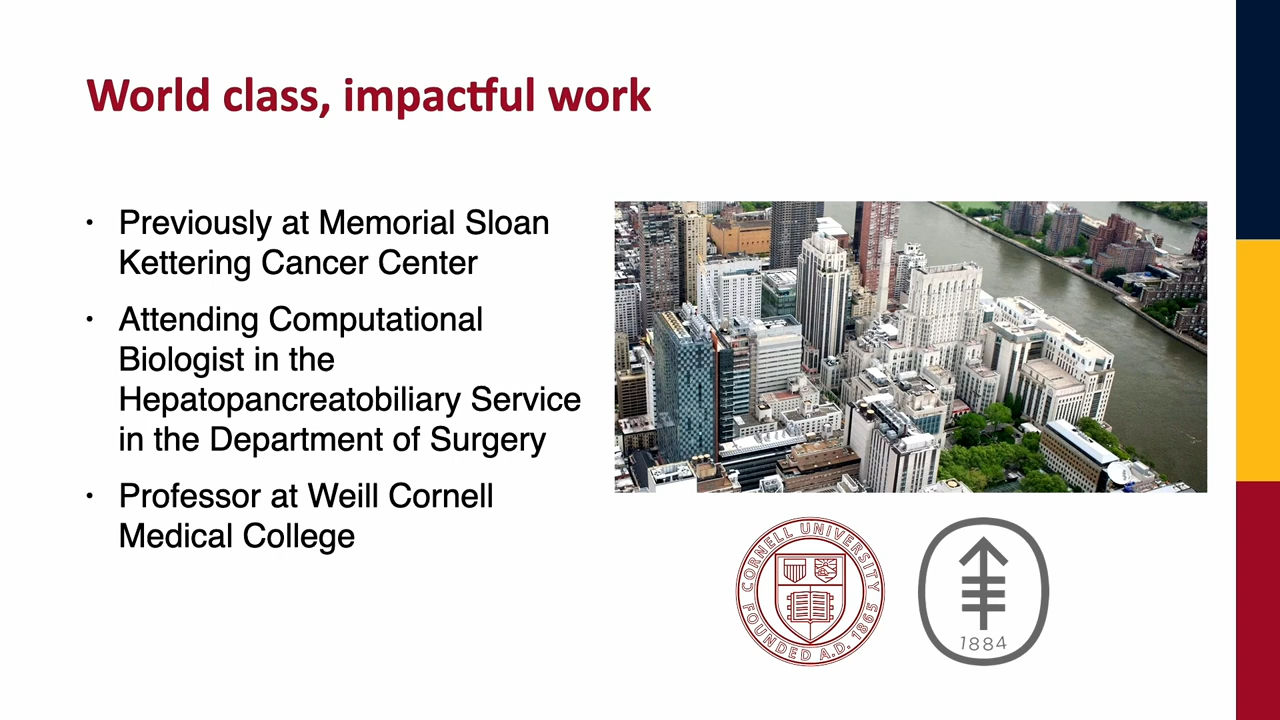 World class, impactful work
• Previously at Memorial Sloan
Kettering Cancer Center
• Attending Computational
Biologist in the
Hepatopancreatobiliary Service
in the Department of Surgery
• Professor at Weill Cornell
Medical College
CORNELL UNIVERSITY
FOUNDED A.D. 1865
1884